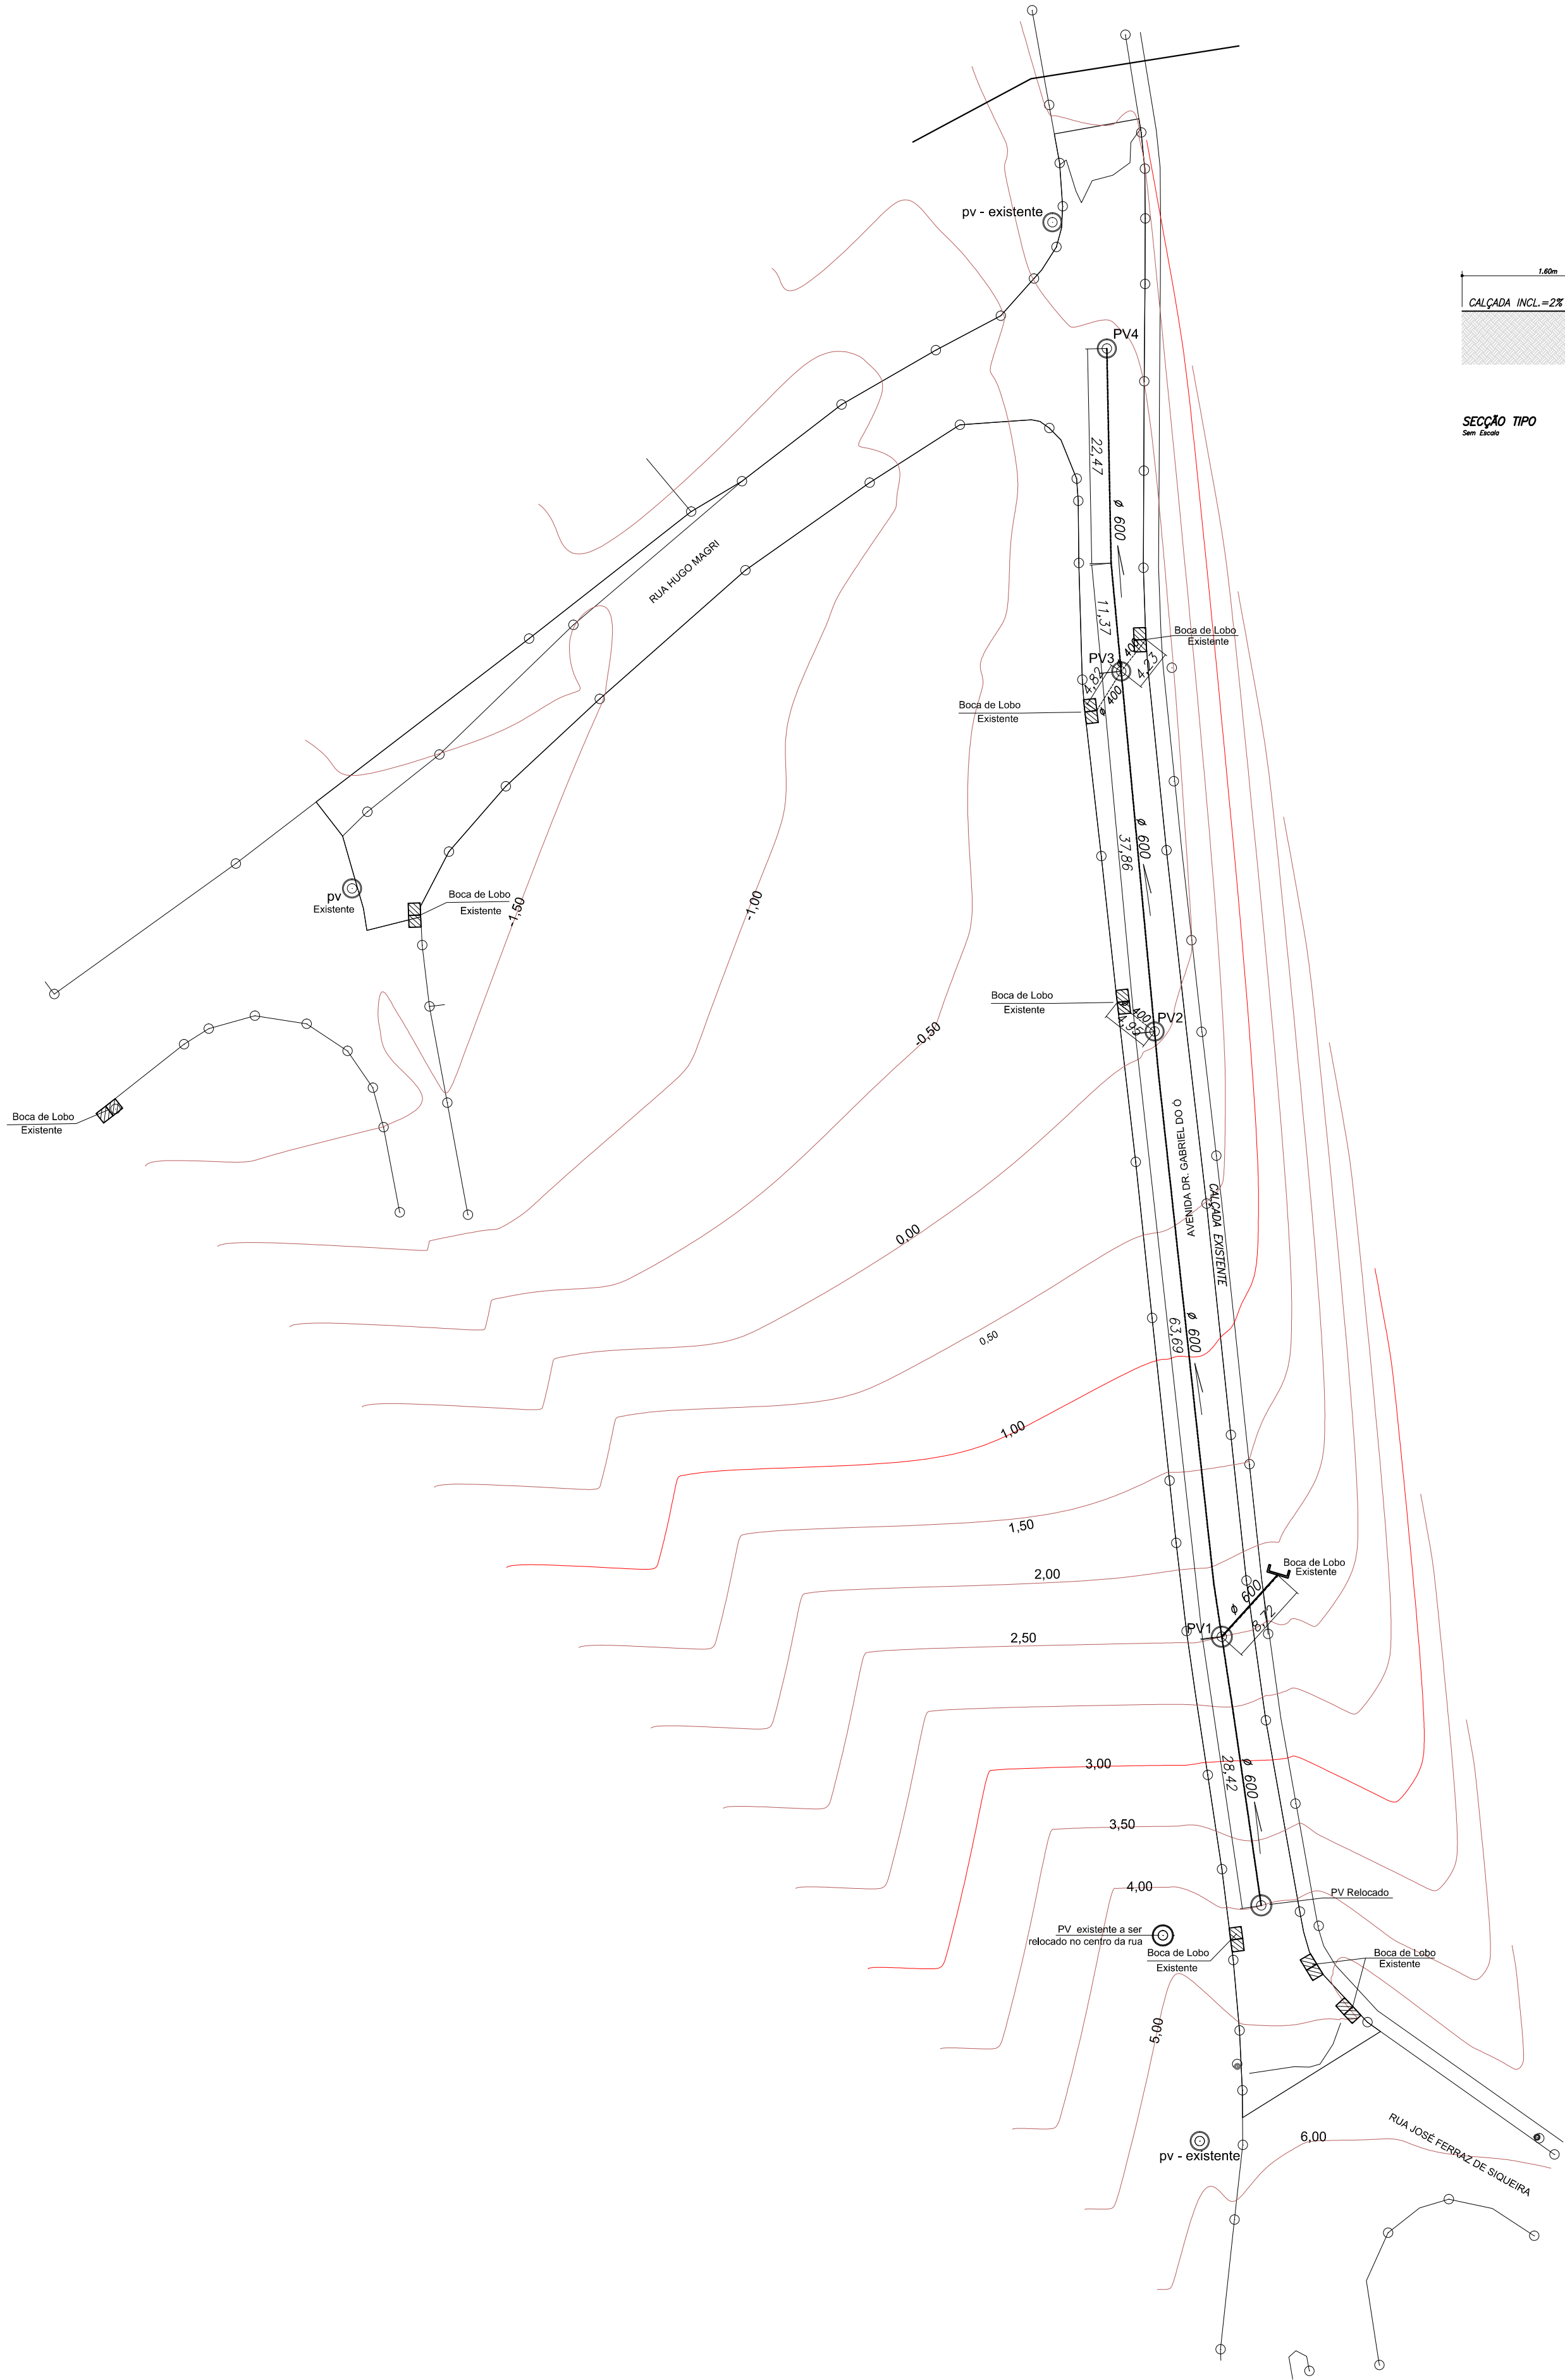 pv - existente
1.60m
CALÇADA INCL.=2%
PV4
SECÇÃO TIPO
Sem Escala
22,47
ø 600
RUA HUGO MAGRI
11,37
Boca de Lobo
Existente
ø 400
PV3
4,23
4,82
ø 400
Boca de Lobo
Existente
ø 600
37,86
pv
Existente
Boca de Lobo
Existente
-1,50
-1,00
-0,50
Boca de Lobo
Existente
400
4,95
PV2
Boca de Lobo
Existente
AVENIDA DR. GABRIEL DO Ó
CALÇADA EXISTENTE
0,00
0,50
ø 600
63,69
1,00
1,50
2,00
Boca de Lobo
Existente
ø 600
8,72
PV1
2,50
3,00
28,42
ø 600
3,50
4,00
PV Relocado
PV existente a ser
relocado no centro da rua
Boca de Lobo
Existente
Boca de Lobo
Existente
5,00
RUA JOSÉ FERRAZ DE SIQUEIRA
6,00
pv - existente